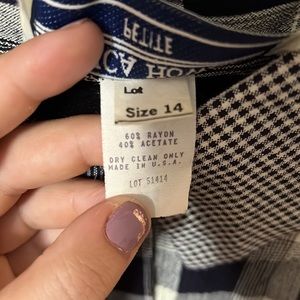 PETITE
Lot
Size 14
60% RAYON
40% ACETATE
DRY CLEAN ONLY
MADE IN U.S.A.
LOT 51414